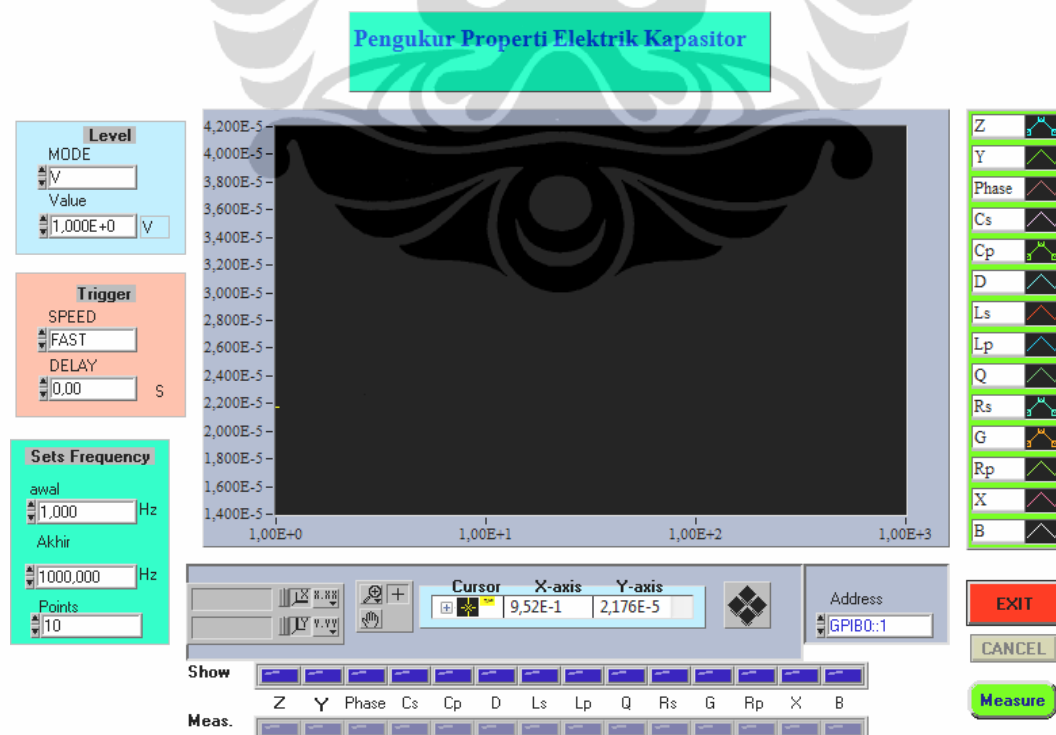 Pengukur Properti Elektrik Kapasitor
Level
MODE
V
Value
1,000E+0 V
Trigger
SPEED
FAST
DELAY
0,00 S
Sets Frequency
awal
1,000 Hz
Akhir
1000,000 Hz
Points
10
4,200E-5
4,000E-5
3,800E-5
3,600E-5
3,400E-5
3,200E-5
3,000E-5
2,800E-5
2,600E-5
2,400E-5
2,200E-5
2,000E-5
1,800E-5
1,600E-5
1,400E-5
1,00E+0 1,00E+1 1,00E+2 1,00E+3
Z
Y
Phase
Cs
Cp
D
Ls
Lp
Q
Rs
G
Rp
X
B
X X.XX
Y Y.YY
Cursor X-axis Y-axis
9,52E-1 2,176E-5
Address
GPIB0::1
EXIT
CANCEL
Measure
Show
Z Y Phase Cs Cp D Ls Lp Q Rs G Rp X B
Meas.